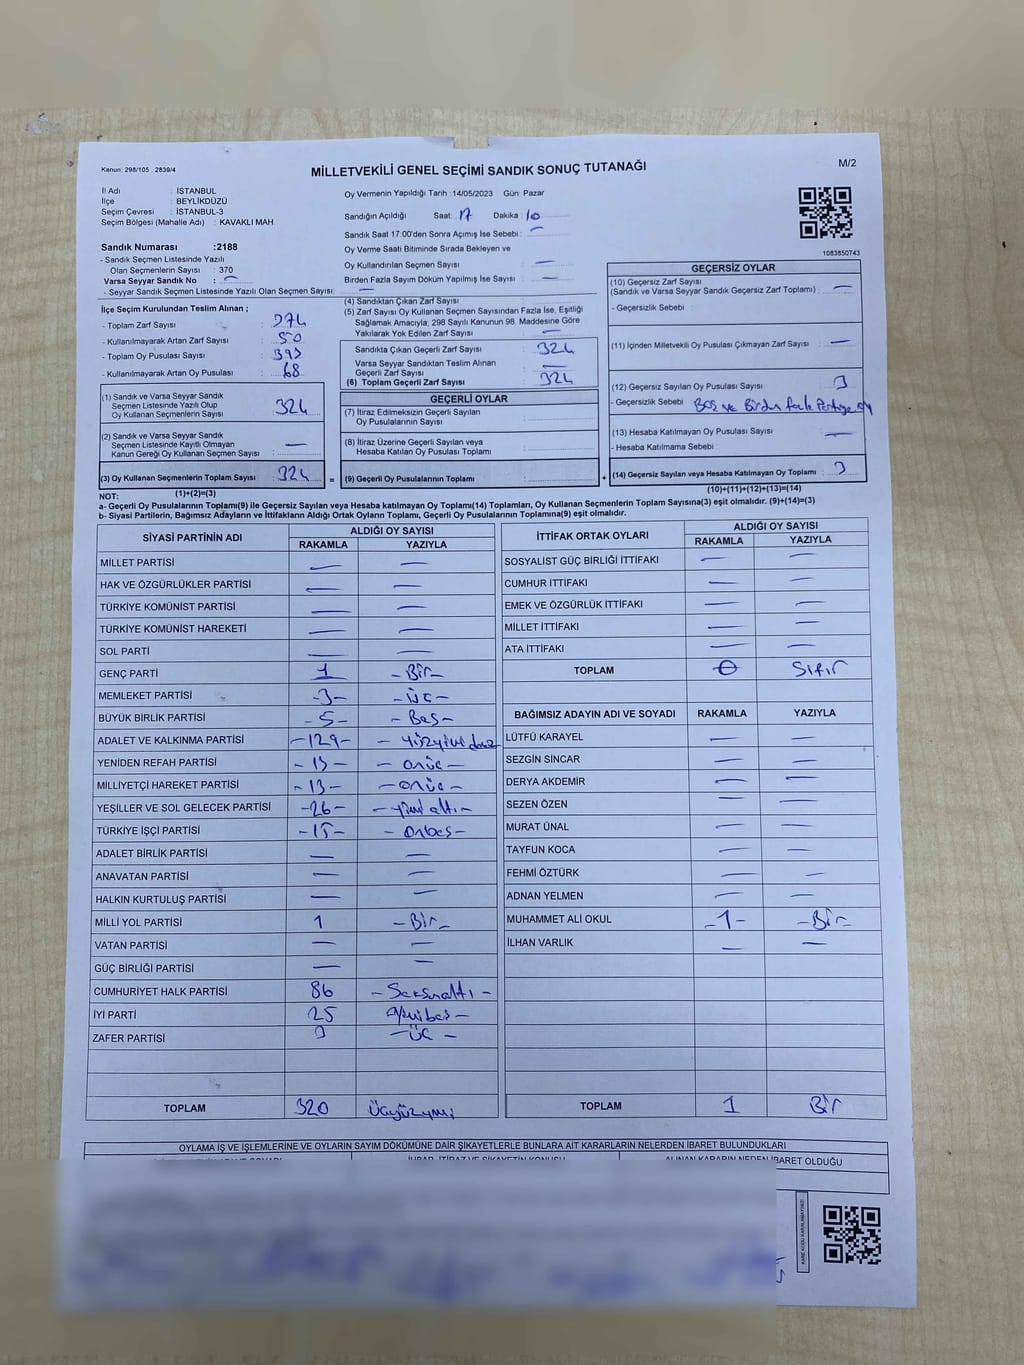 Kanun: 298/105 . 2839/4
MİLLETVEKİLİ GENEL SEÇİMİ SANDIK SONUÇ TUTANAĞI
M/2
İl Adı : İSTANBUL
İlçe : BEYLİKDÜZÜ
Seçim Çevresi : İSTANBUL-3
Seçim Bölgesi (Mahalle Adı) : KAVAKLI MAH.
Sandık Numarası :2188
- Sandık Seçmen Listesinde Yazılı
Olan Seçmenlerin Sayısı : 370
Varsa Seyyar Sandık No : —
- Seyyar Sandık Seçmen Listesinde Yazılı Olan Seçmen Sayısı: —
Oy Vermenin Yapıldığı Tarih :14/05/2023 Gün: Pazar
Sandığın Açıldığı Saat: 17 Dakika: 10
Sandık Saat 17:00'den Sonra Açımış İse Sebebi : —
Oy Verme Saati Bitiminde Sırada Bekleyen ve
Oy Kullandırılan Seçmen Sayısı : —
Birden Fazla Sayım Döküm Yapılmış İse Sayısı : —
1083850743
İlçe Seçim Kurulundan Teslim Alınan ;
- Toplam Zarf Sayısı : 374
- Kullanılmayarak Artan Zarf Sayısı : 50
- Toplam Oy Pusulası Sayısı : 393
- Kullanılmayarak Artan Oy Pusulası : 68
(1) Sandık ve Varsa Seyyar Sandık
Seçmen Listesinde Yazılı Olup
Oy Kullanan Seçmenlerin Sayısı : 324
(2) Sandık ve Varsa Seyyar Sandık
Seçmen Listesinde Kayıtlı Olmayan
Kanun Gereği Oy Kullanan Seçmen Sayısı : —
(3) Oy Kullanan Seçmenlerin Toplam Sayısı : 324
(4) Sandıktan Çıkan Zarf Sayısı :
(5) Zarf Sayısı Oy Kullanan Seçmen Sayısından Fazla İse, Eşitliği
Sağlamak Amacıyla; 298 Sayılı Kanunun 98. Maddesine Göre
Yakılarak Yok Edilen Zarf Sayısı : —
Sandıkta Çıkan Geçerli Zarf Sayısı : 324
Varsa Seyyar Sandıktan Teslim Alınan
Geçerli Zarf Sayısı : —
(6) Toplam Geçerli Zarf Sayısı : 324
GEÇERLİ OYLAR
(7) İtiraz Edilmeksizin Geçerli Sayılan
Oy Pusulasının Sayısı :
(8) İtiraz Üzerine Geçerli Sayılan veya
Hesaba Katılan Oy Pusulası Toplamı :
= (9) Geçerli Oy Pusulalarının Toplamı : +
GEÇERSİZ OYLAR
(10) Geçersiz Zarf Sayısı
(Sandık ve Varsa Seyyar Sandık Geçersiz Zarf Toplamı) : —
- Geçersizlik Sebebi :
(11) İçinden Milletvekili Oy Pusulası Çıkmayan Zarf Sayısı : —
(12) Geçersiz Sayılan Oy Pusulası Sayısı : 3
- Geçersizlik Sebebi : Boş ve Birden fazla Partiye oy
(13) Hesaba Katılmayan Oy Pusulası Sayısı : —
- Hesaba Katılmama Sebebi :
(14) Geçersiz Sayılan veya Hesaba Katılmayan Oy Toplamı : 3
(1)+(2)=(3)
(10)+(11)+(12)+(13)=(14)
NOT:
a- Geçerli Oy Pusulalarının Toplamı(9) ile Geçersiz Sayılan veya Hesaba katılmayan Oy Toplamı(14) Toplamları, Oy Kullanan Seçmenlerin Toplam Sayısına(3) eşit olmalıdır. (9)+(14)=(3)
b- Siyasi Partilerin, Bağımsız Adayların ve İttifakların Aldığı Ortak Oyların Toplamı, Geçerli Oy Pusulalarının Toplamına(9) eşit olmalıdır.
SİYASİ PARTİNİN ADI ALDIĞI OY SAYISI
RAKAMLA YAZIYLA
MİLLET PARTİSİ — —
HAK VE ÖZGÜRLÜKLER PARTİSİ — —
TÜRKİYE KOMÜNİST PARTİSİ — —
TÜRKİYE KOMÜNİST HAREKETİ — —
SOL PARTİ — —
GENÇ PARTİ 1 -Bir-
MEMLEKET PARTİSİ -3- -üç-
BÜYÜK BİRLİK PARTİSİ -5- -Beş-
ADALET VE KALKINMA PARTİSİ -129- -yüzyirmi dokuz
YENİDEN REFAH PARTİSİ -13- -onüç-
MİLLİYETÇİ HAREKET PARTİSİ -13- -onüç-
YEŞİLLER VE SOL GELECEK PARTİSİ -26- -yirmi altı-
TÜRKİYE İŞÇİ PARTİSİ -15- -onbeş-
ADALET BİRLİK PARTİSİ — —
ANAVATAN PARTİSİ — —
HALKIN KURTULUŞ PARTİSİ — —
MİLLİ YOL PARTİSİ 1 -Bir-
VATAN PARTİSİ — —
GÜÇ BİRLİĞİ PARTİSİ — —
CUMHURİYET HALK PARTİSİ 86 -Seksenaltı-
İYİ PARTİ 25 yirmibeş-
ZAFER PARTİSİ 3 -üç-
TOPLAM 320 üçyüzyirmi
İTTİFAK ORTAK OYLARI ALDIĞI OY SAYISI
RAKAMLA YAZIYLA
SOSYALİST GÜÇ BİRLİĞİ İTTİFAKI — —
CUMHUR İTTİFAKI — —
EMEK VE ÖZGÜRLÜK İTTİFAKI — —
MİLLET İTTİFAKI — —
ATA İTTİFAKI — —
TOPLAM 0 Sıfır
BAĞIMSIZ ADAYIN ADI VE SOYADI RAKAMLA YAZIYLA
LÜTFÜ KARAYEL — —
SEZGİN SİNCAR — —
DERYA AKDEMİR — —
SEZEN ÖZEN — —
MURAT ÜNAL — —
TAYFUN KOCA — —
FEHMİ ÖZTÜRK — —
ADNAN YELMEN — —
MUHAMMET ALİ OKUL -1- -Bir-
İLHAN VARLIK — —
TOPLAM 1 Bir
OYLAMA İŞ VE İŞLEMLERİNE VE OYLARIN SAYIM DÖKÜMÜNE DAİR ŞİKAYETLERLE BUNLARA AİT KARARLARIN NELERDEN İBARET BULUNDUKLARI
İHBAR, İTİRAZ VE ŞİKAYETİN KONUSU
ALINAN KARARIN NEDEN İBARET OLDUĞU
KARE KODU KARALAMAYINIZ!